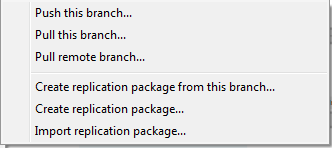 Push this branch...
Pull this branch...
Pull remote branch...
Create replication package from this branch...
Create replication package...
Import replication package...